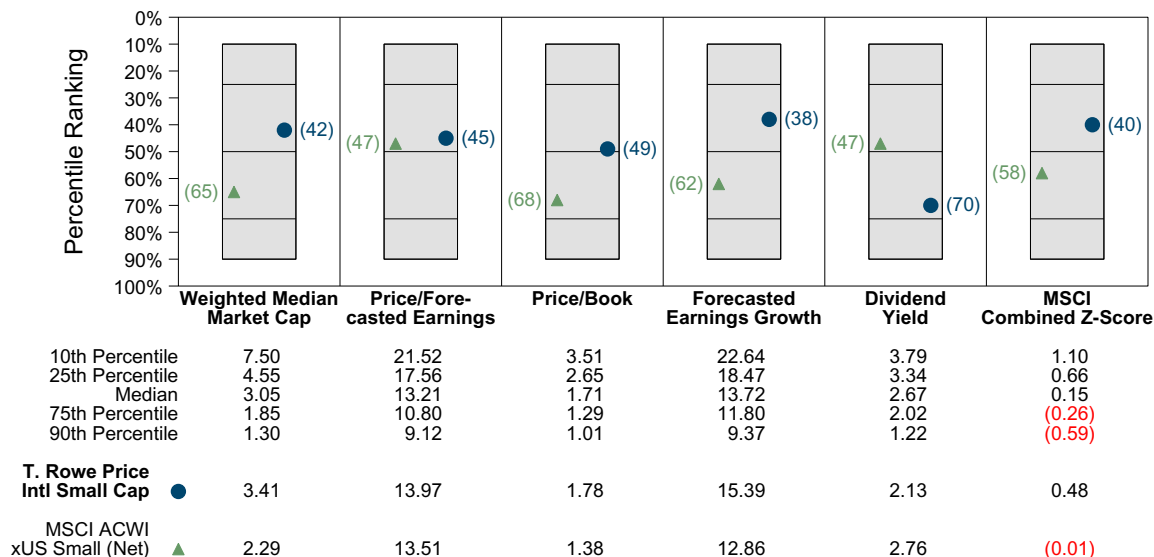 0%
10%
20%
30%
40%
50%
60%
70%
80%
90%
100%
Percentile Ranking
(42)
(65)
(47)
(45)
(49)
(68)
(38)
(62)
(47)
(70)
(40)
(58)
Weighted Median
Market Cap
Price/Fore-
casted Earnings
Price/Book
Forecasted
Earnings Growth
Dividend
Yield
MSCI
Combined Z-Score
10th Percentile 7.50 21.52 3.51 22.64 3.79 1.10
25th Percentile 4.55 17.56 2.65 18.47 3.34 0.66
Median 3.05 13.21 1.71 13.72 2.67 0.15
75th Percentile 1.85 10.80 1.29 11.80 2.02 (0.26)
90th Percentile 1.30 9.12 1.01 9.37 1.22 (0.59)
T. Rowe Price
Intl Small Cap 3.41 13.97 1.78 15.39 2.13 0.48
MSCI ACWI
xUS Small (Net) 2.29 13.51 1.38 12.86 2.76 (0.01)